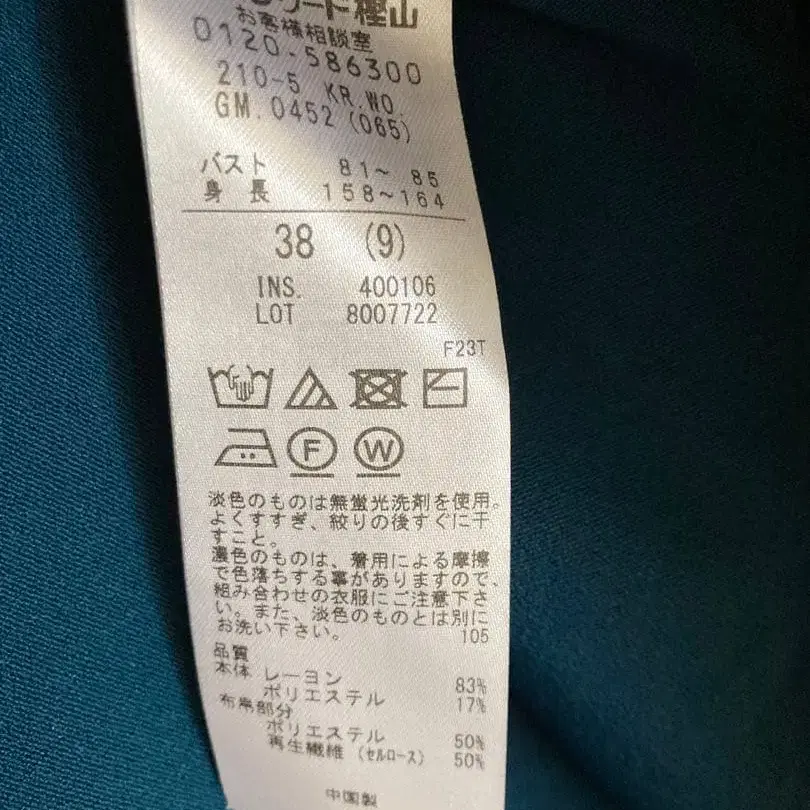 ード樫山
お客様相談室
0120-586300
210-5 KR.WO.
GM.0452 (065)
バスト 81~ 85
身 長 158~164
38 (9)
INS. 400106
LOT 8007722
F23T
F W
淡色のものは無蛍光洗剤を使用。
よくすすぎ、絞りの後すぐに干
すこと。
濃色のものは、着用による摩擦
で色落ちする事がありますので、
組み合わせの衣服にご注意下さ
い。また、淡色のものとは別に
お洗い下さい。 105
品質
本体 レーヨン 83%
ポリエステル 17%
布帛部分
ポリエステル 50%
再生繊維 (セルロース) 50%
中国製